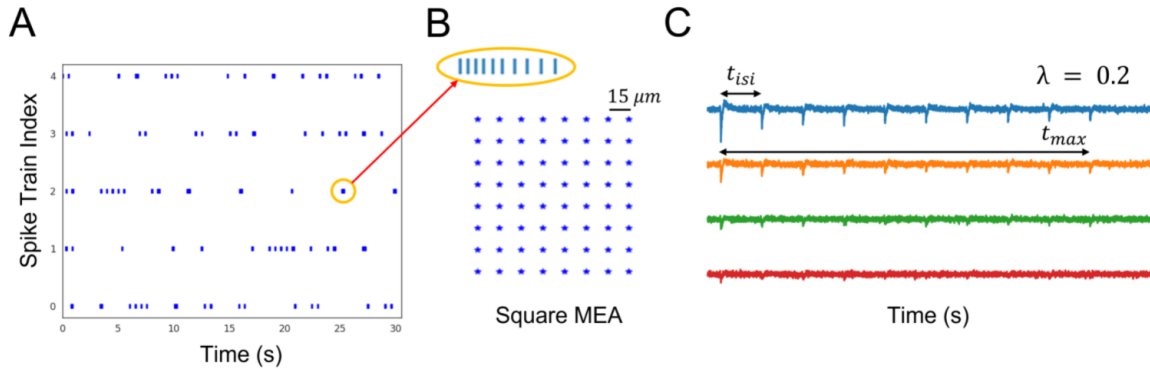 A
Spike Train Index
4
3
2
1
0
0 5 10 15 20 25 30
Time (s)
B
15 μm
Square MEA
C
t_isi
λ = 0.2
t_max
Time (s)